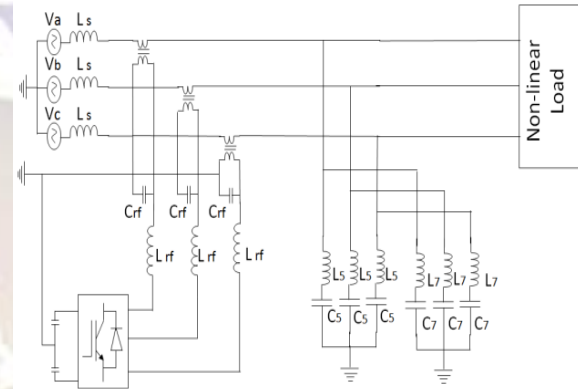 Va Ls
Vb Ls
Vc Ls
Non-linear
Load
Crf Crf Crf
Lrf Lrf Lrf
L5 L5 L5 L7 L7 L7
C5 C5 C5 C7 C7 C7